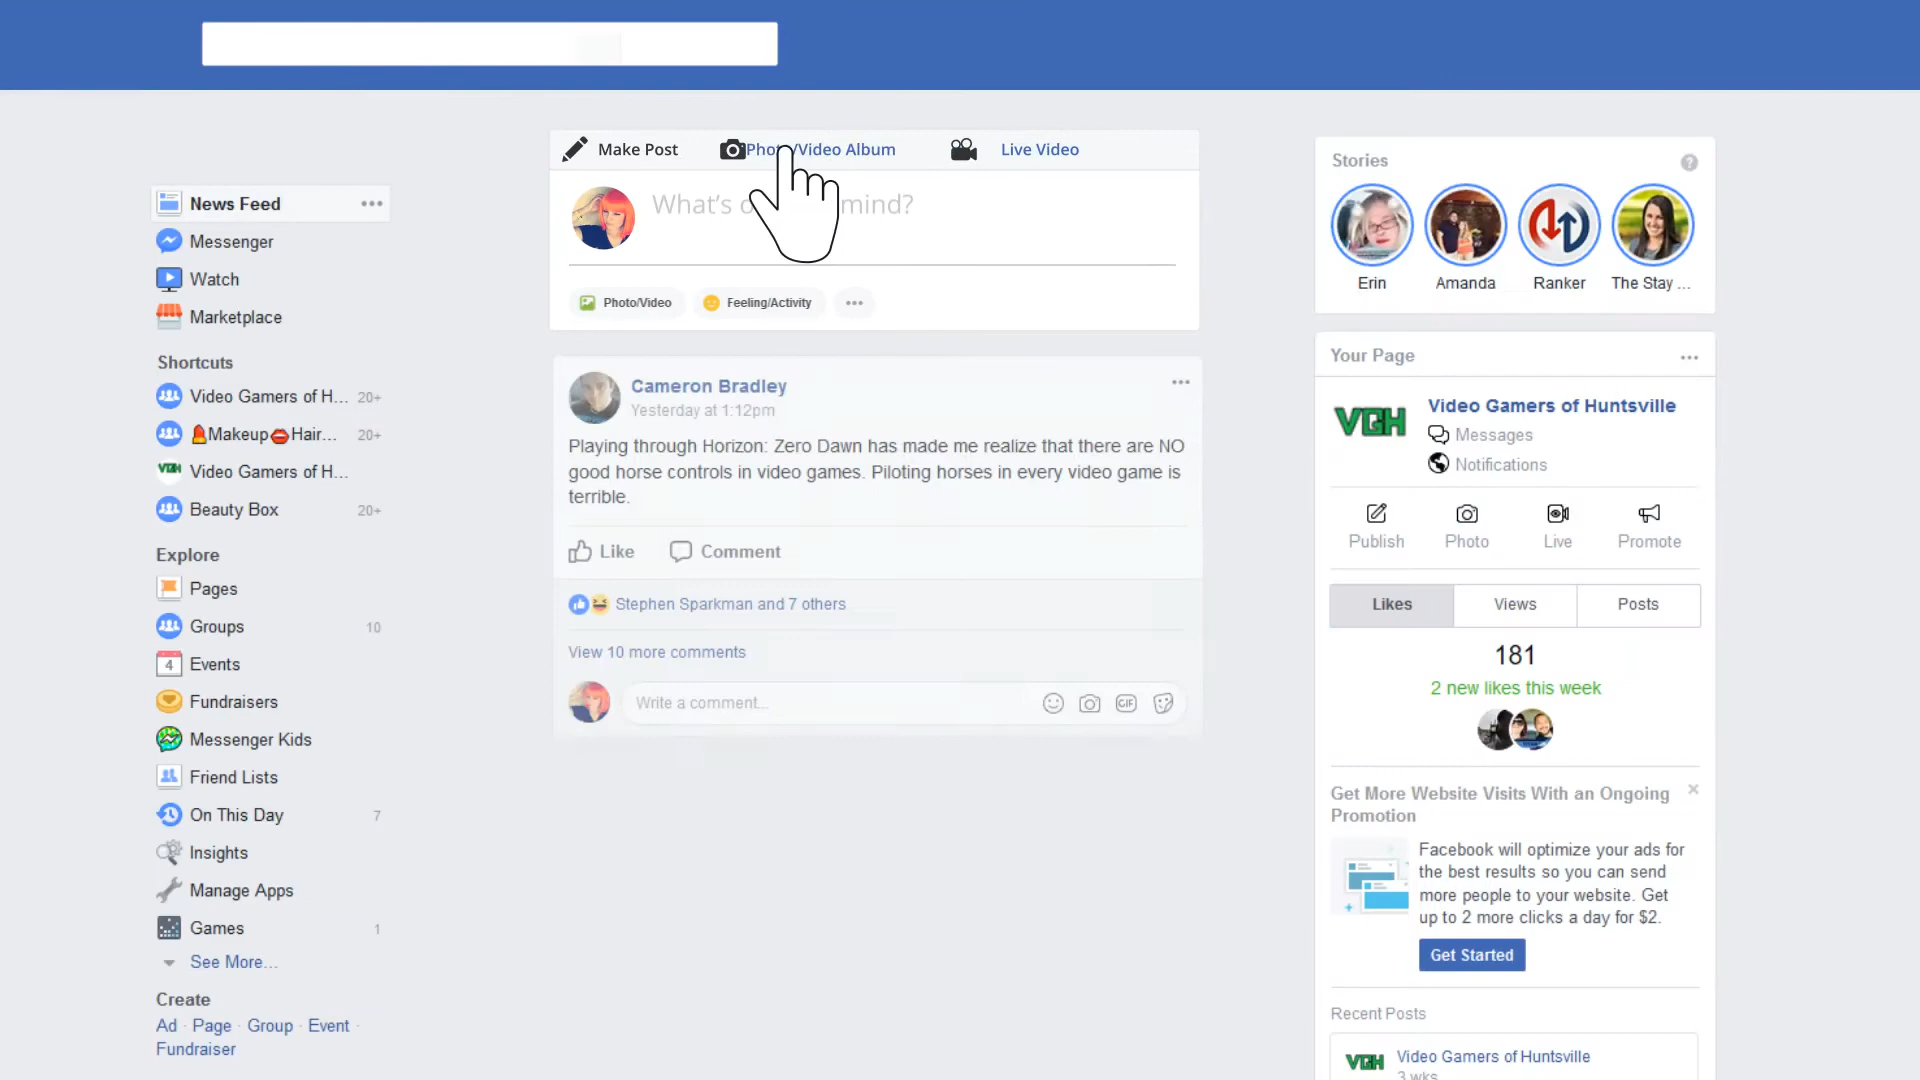 Make Post
Photo/Video Album
Live Video
What's o mind?
Photo/Video
Feeling/Activity
News Feed
Messenger
Watch
Marketplace
Shortcuts
Video Gamers of H... 20+
Makeup Hair... 20+
VGH Video Gamers of H...
Beauty Box 20+
Explore
Pages
Groups 10
4 Events
Fundraisers
Messenger Kids
Friend Lists
On This Day 7
Insights
Manage Apps
Games 1
See More...
Create
Ad · Page · Group · Event ·
Fundraiser
Cameron Bradley
Yesterday at 1:12pm
Playing through Horizon: Zero Dawn has made me realize that there are NO
good horse controls in video games. Piloting horses in every video game is
terrible.
Like
Comment
Stephen Sparkman and 7 others
View 10 more comments
Write a comment...
GIF
Stories
?
Erin
Amanda
Ranker
The Stay ...
Your Page
VGH
Video Gamers of Huntsville
Messages
Notifications
Publish
Photo
Live
Promote
Likes
Views
Posts
181
2 new likes this week
Get More Website Visits With an Ongoing
Promotion
Facebook will optimize your ads for
the best results so you can send
more people to your website. Get
up to 2 more clicks a day for $2.
Get Started
Recent Posts
VGH
Video Gamers of Huntsville
3 wks